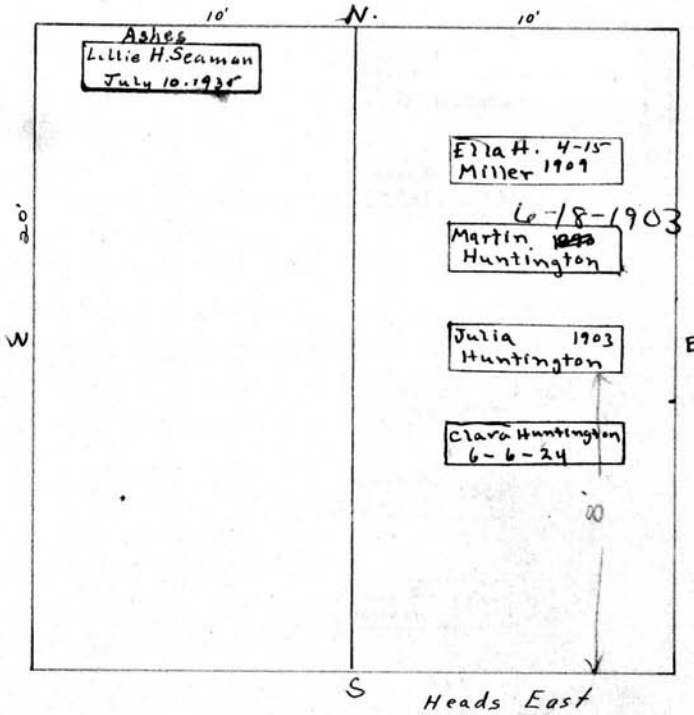 10' N. 10'
Ashes
Lillie H. Seaman
July 10. 1935
Ella H. 4-15
Miller 1909
6-18-1903
Martin
Huntington
20'
W
E
Julia 1903
Huntington
Clara Huntington
6-6-24
8
S
Heads East